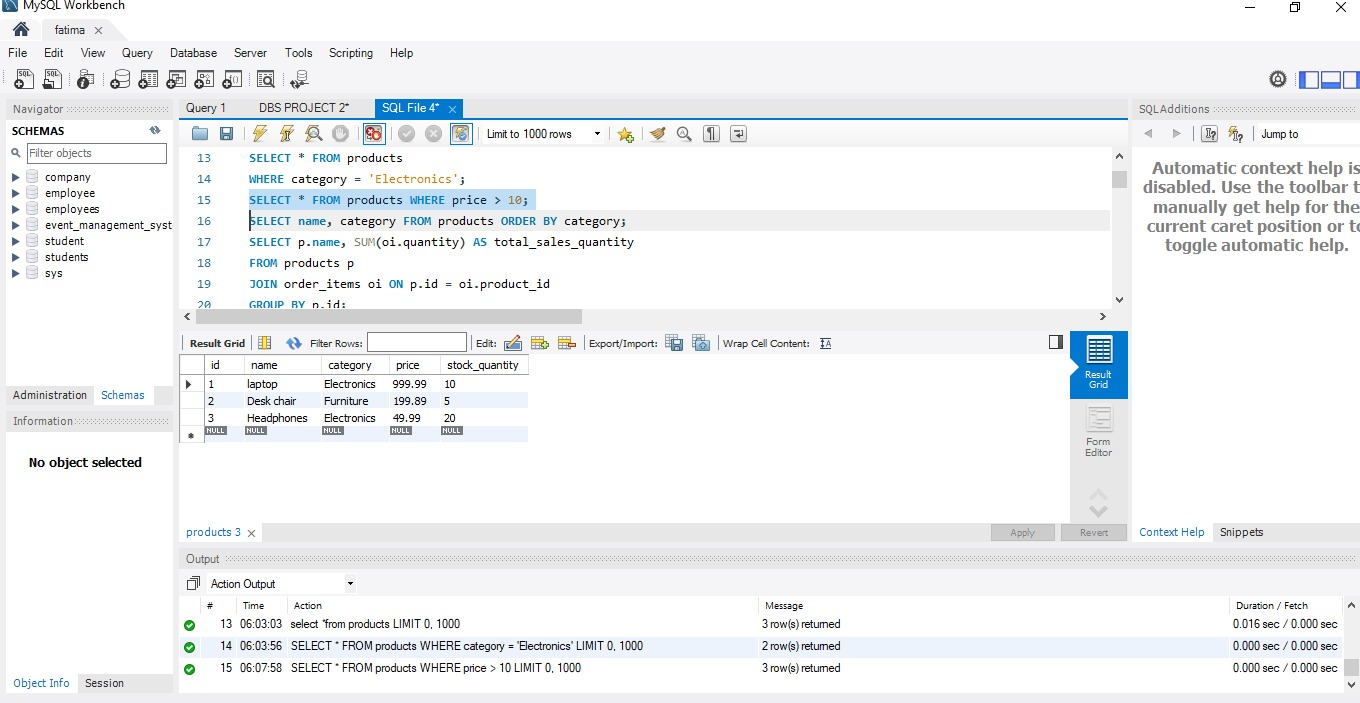 MySQL Workbench
fatima
File Edit View Query Database Server Tools Scripting Help
Navigator
SCHEMAS
Filter objects
company
employee
employees
event_management_syst
student
students
sys
Administration Schemas
Information
No object selected
Object Info Session
Query 1 DBS PROJECT 2* SQL File 4*
Limit to 1000 rows
13 SELECT * FROM products
14 WHERE category = 'Electronics';
15 SELECT * FROM products WHERE price > 10;
16 SELECT name, category FROM products ORDER BY category;
17 SELECT p.name, SUM(oi.quantity) AS total_sales_quantity
18 FROM products p
19 JOIN order_items oi ON p.id = oi.product_id
20 GROUP BY p.id;
Result Grid Filter Rows: Edit: Export/Import: Wrap Cell Content:
id name category price stock_quantity
1 laptop Electronics 999.99 10
2 Desk chair Furniture 199.89 5
3 Headphones Electronics 49.99 20
NULL NULL NULL NULL NULL
Result
Grid
Form
Editor
products 3
Apply Revert
SQLAdditions
Jump to
Automatic context help is
disabled. Use the toolbar t
manually get help for the
current caret position or to
toggle automatic help.
Context Help Snippets
Output
Action Output
# Time Action Message Duration / Fetch
13 06:03:03 select *from products LIMIT 0, 1000 3 row(s) returned 0.016 sec / 0.000 sec
14 06:03:56 SELECT * FROM products WHERE category = 'Electronics' LIMIT 0, 1000 2 row(s) returned 0.000 sec / 0.000 sec
15 06:07:58 SELECT * FROM products WHERE price > 10 LIMIT 0, 1000 3 row(s) returned 0.000 sec / 0.000 sec